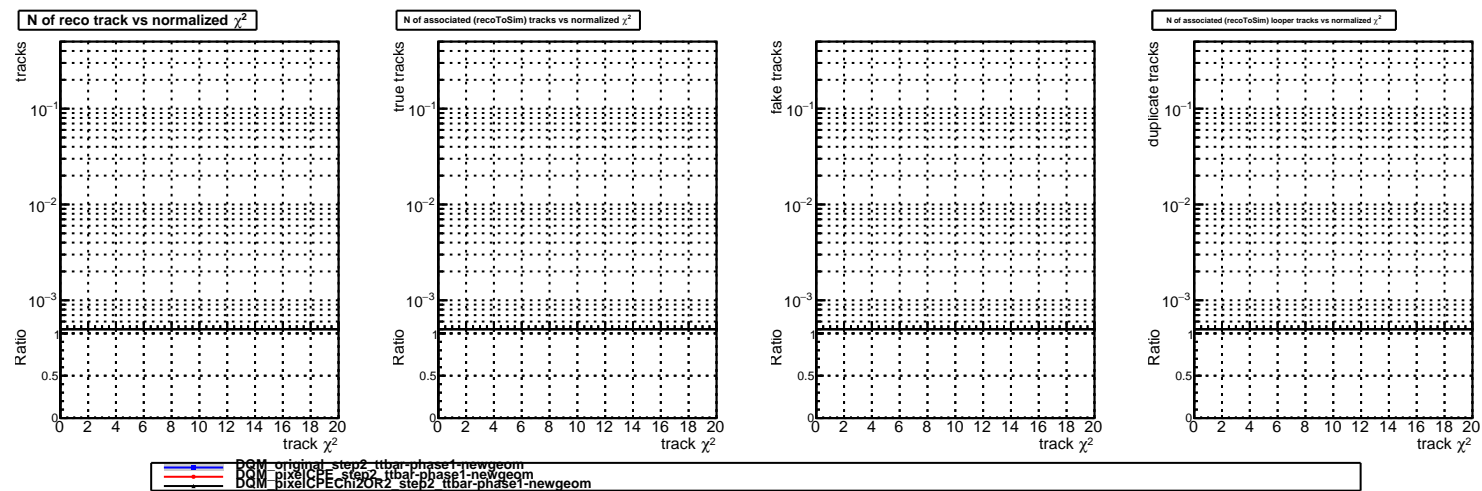 N of reco track vs normalized χ²
tracks
10⁻¹
10⁻²
10⁻³
Ratio
1
0.5
0
0 2 4 6 8 10 12 14 16 18 20
track χ²
N of associated (recoToSim) tracks vs normalized χ²
true tracks
10⁻¹
10⁻²
10⁻³
Ratio
1
0.5
0
0 2 4 6 8 10 12 14 16 18 20
track χ²
fake tracks
10⁻¹
10⁻²
10⁻³
Ratio
1
0.5
0
0 2 4 6 8 10 12 14 16 18 20
track χ²
N of associated (recoToSim) looper tracks vs normalized χ²
duplicate tracks
10⁻¹
10⁻²
10⁻³
Ratio
1
0.5
0
0 2 4 6 8 10 12 14 16 18 20
track χ²
DQM_original_step2_ttbar-phase1-newgeom
DQM_pixelCPE_step2_ttbar-phase1-newgeom
DQM_pixelCPEChi2OR2_step2_ttbar-phase1-newgeom